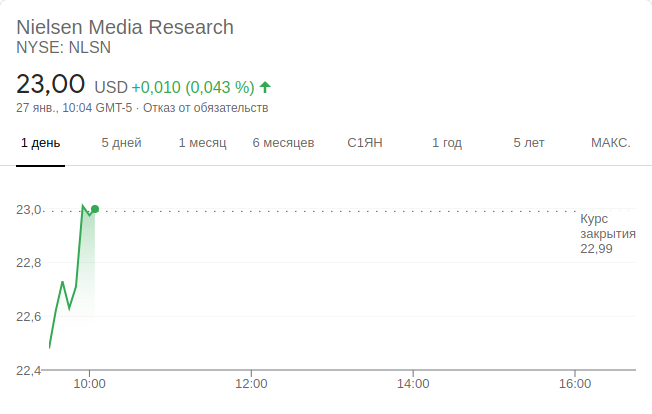 Nielsen Media Research
NYSE: NLSN
23,00 USD +0,010 (0,043 %)
27 янв., 10:04 GMT-5 · Отказ от обязательств
1 день 5 дней 1 месяц 6 месяцев С1ЯН 1 год 5 лет МАКС.
23,0
Курс
закрытия
22,99
22,8
22,6
22,4
10:00 12:00 14:00 16:00